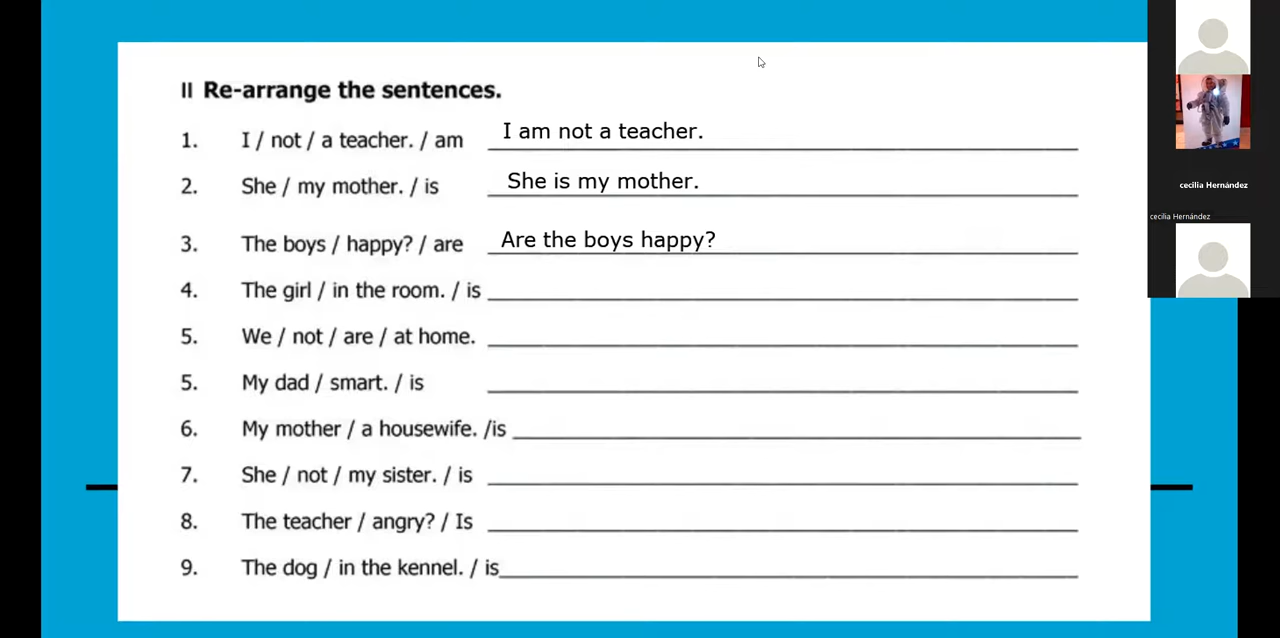 II Re-arrange the sentences.
1. I / not / a teacher. / am I am not a teacher.
2. She / my mother. / is She is my mother.
3. The boys / happy? / are Are the boys happy?
4. The girl / in the room. / is
5. We / not / are / at home.
5. My dad / smart. / is
6. My mother / a housewife. /is
7. She / not / my sister. / is
8. The teacher / angry? / Is
9. The dog / in the kennel. / is
cecilia Hernández
cecilia Hernández